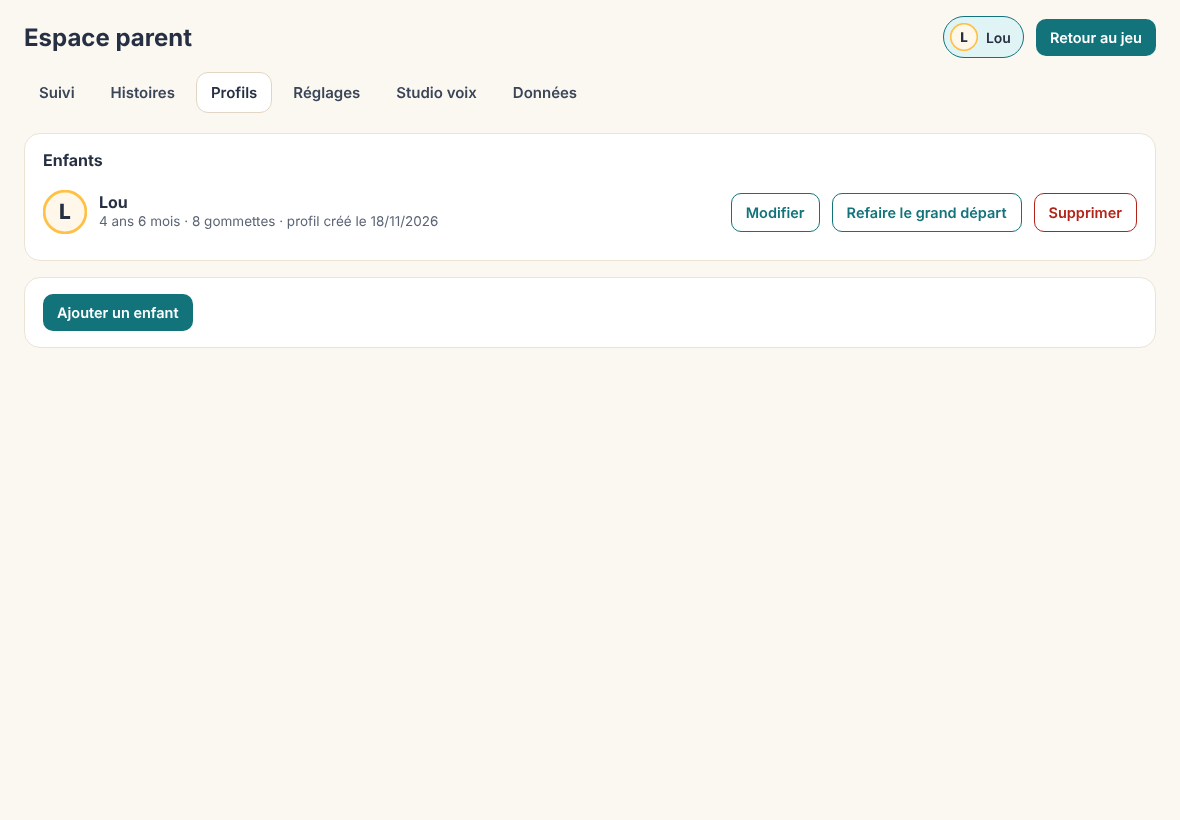 Espace parent
L Lou
Retour au jeu
Suivi Histoires Profils Réglages Studio voix Données
Enfants
L
Lou
4 ans 6 mois · 8 gommettes · profil créé le 18/11/2026
Modifier Refaire le grand départ Supprimer
Ajouter un enfant